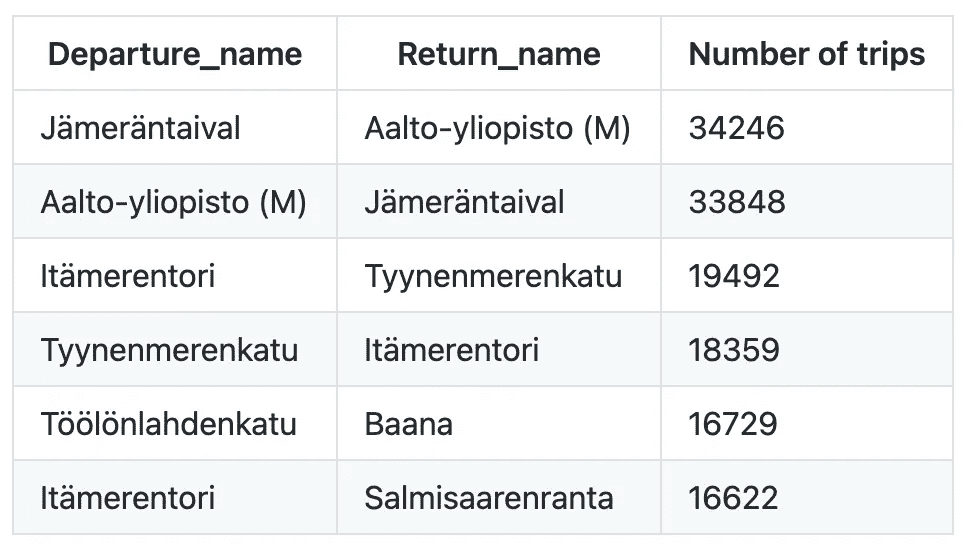 Departure_name Return_name Number of trips
Jämeräntaival Aalto-yliopisto (M) 34246
Aalto-yliopisto (M) Jämeräntaival 33848
Itämerentori Tyynenmerenkatu 19492
Tyynenmerenkatu Itämerentori 18359
Töölönlahdenkatu Baana 16729
Itämerentori Salmisaarenranta 16622